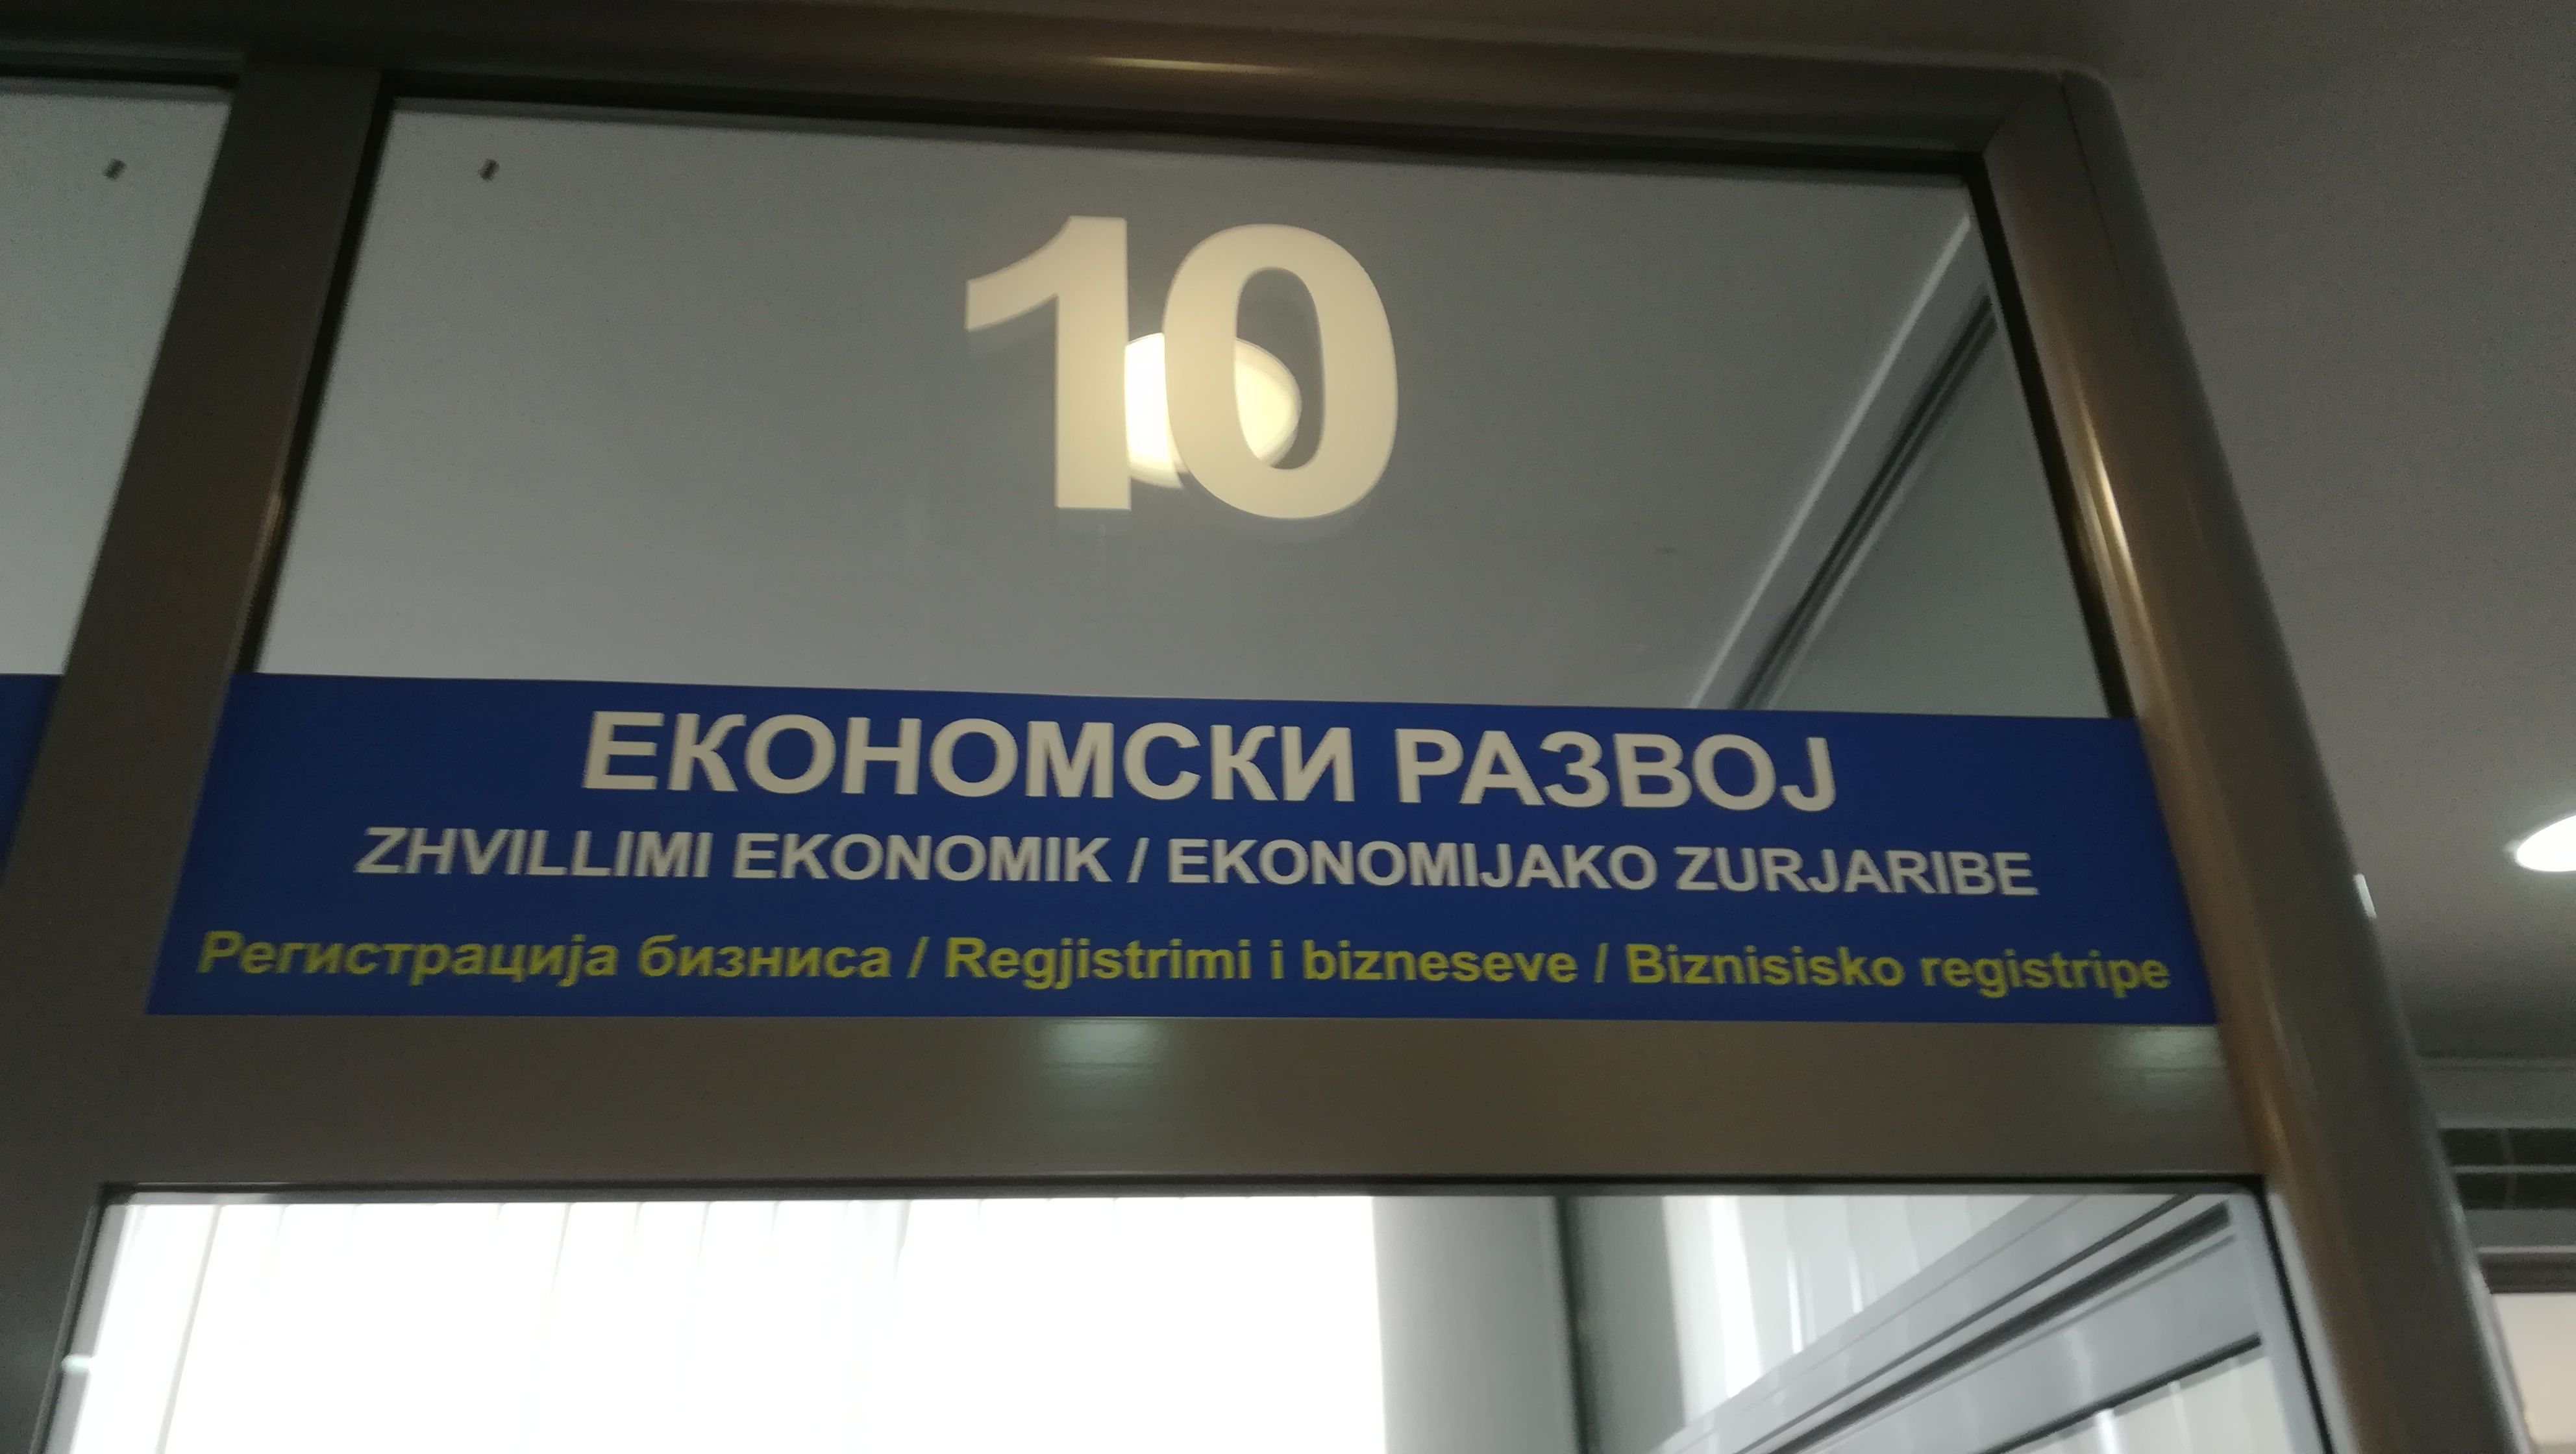 10
ЕКОНОМСКИ РАЗВОЈ
ZHVILLIMI EKONOMIK / EKONOMIJAKO ZURJARIBE
Регистрација бизниса / Regjistrimi i bizneseve / Biznisisko registripe